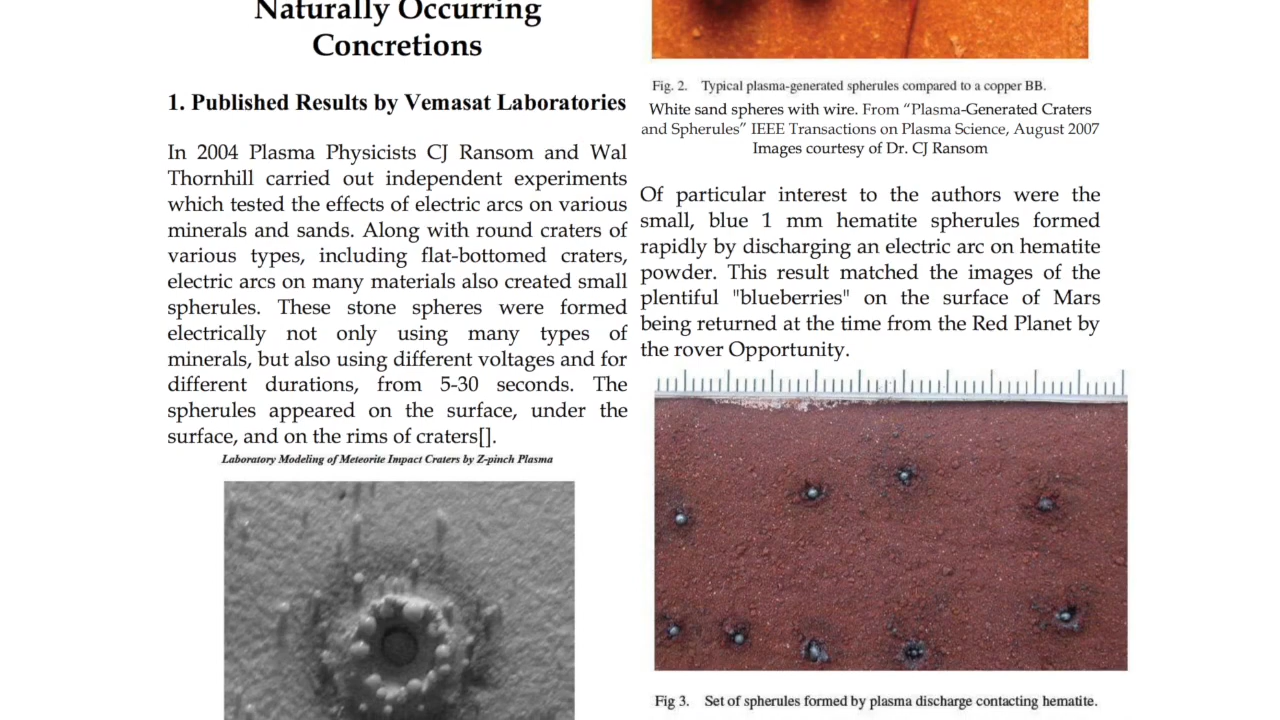 Naturally Occurring
Concretions
1. Published Results by Vemasat Laboratories
In 2004 Plasma Physicists CJ Ransom and Wal
Thornhill carried out independent experiments
which tested the effects of electric arcs on various
minerals and sands. Along with round craters of
various types, including flat-bottomed craters,
electric arcs on many materials also created small
spherules. These stone spheres were formed
electrically not only using many types of
minerals, but also using different voltages and for
different durations, from 5-30 seconds. The
spherules appeared on the surface, under the
surface, and on the rims of craters[].
Laboratory Modeling of Meteorite Impact Craters by Z-pinch Plasma
Fig. 2. Typical plasma-generated spherules compared to a copper BB.
White sand spheres with wire. From “Plasma-Generated Craters
and Spherules” IEEE Transactions on Plasma Science, August 2007
Images courtesy of Dr. CJ Ransom
Of particular interest to the authors were the
small, blue 1 mm hematite spherules formed
rapidly by discharging an electric arc on hematite
powder. This result matched the images of the
plentiful "blueberries" on the surface of Mars
being returned at the time from the Red Planet by
the rover Opportunity.
Fig 3. Set of spherules formed by plasma discharge contacting hematite.